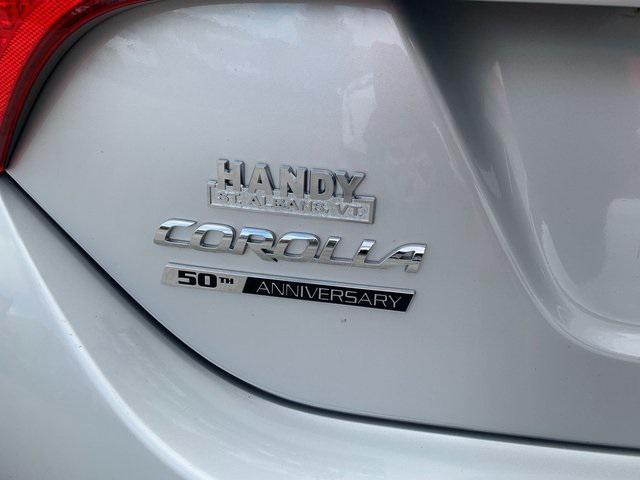 HANDY
ST. ALBANS, VT.
COROLLA
50TH ANNIVERSARY